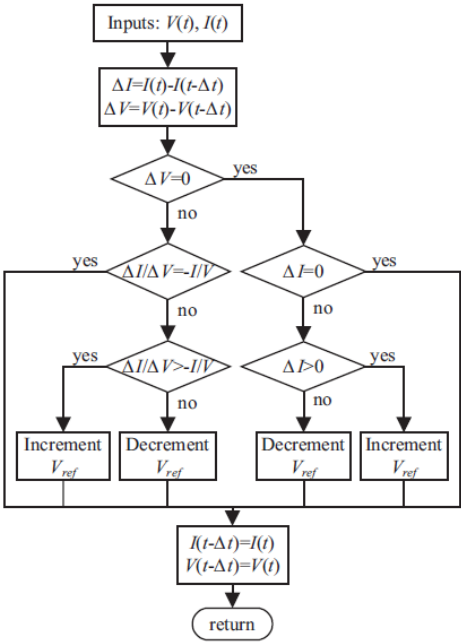 Inputs: V(t), I(t)
ΔI=I(t)-I(t-Δt)
ΔV=V(t)-V(t-Δt)
ΔV=0
yes
no
yes
ΔI/ΔV=-I/V
ΔI=0
yes
no
no
yes
ΔI/ΔV>-I/V
ΔI>0
yes
no
no
Increment
Vref
Decrement
Vref
Decrement
Vref
Increment
Vref
I(t-Δt)=I(t)
V(t-Δt)=V(t)
return